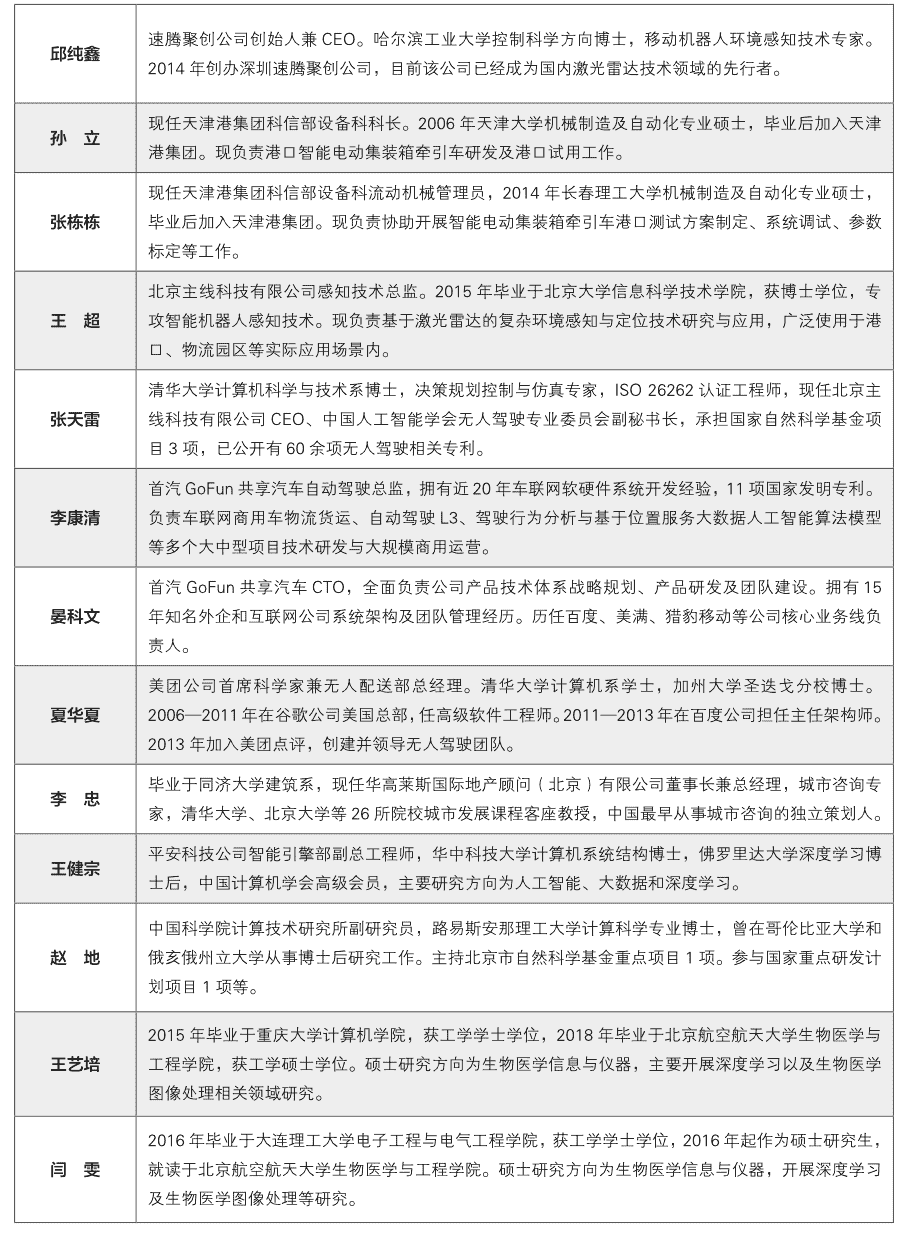 邱纯鑫
速腾聚创公司创始人兼 CEO。哈尔滨工业大学控制科学方向博士，移动机器人环境感知技术专家。
2014 年创办深圳速腾聚创公司，目前该公司已经成为国内激光雷达技术领域的先行者。
孙　立
现任天津港集团科信部设备科科长。2006 年天津大学机械制造及自动化专业硕士，毕业后加入天津
港集团。现负责港口智能电动集装箱牵引车研发及港口试用工作。
张栋栋
现任天津港集团科信部设备科流动机械管理员，2014 年长春理工大学机械制造及自动化专业硕士，
毕业后加入天津港集团。现负责协助开展智能电动集装箱牵引车港口测试方案制定、系统调试、参数
标定等工作。
王　超
北京主线科技有限公司感知技术总监。2015 年毕业于北京大学信息科学技术学院，获博士学位，专
攻智能机器人感知技术。现负责基于激光雷达的复杂环境感知与定位技术研究与应用，广泛使用于港
口、物流园区等实际应用场景内。
张天雷
清华大学计算机科学与技术系博士，决策规划控制与仿真专家，ISO 26262 认证工程师，现任北京主
线科技有限公司 CEO、中国人工智能学会无人驾驶专业委员会副秘书长，承担国家自然科学基金项
目 3 项，已公开有 60 余项无人驾驶相关专利。
李康清
首汽 GoFun 共享汽车自动驾驶总监，拥有近 20 年车联网软硬件系统开发经验，11 项国家发明专利。
负责车联网商用车物流货运、自动驾驶 L3、驾驶行为分析与基于位置服务大数据人工智能算法模型
等多个大中型项目技术研发与大规模商用运营。
晏科文
首汽 GoFun 共享汽车 CTO，全面负责公司产品技术体系战略规划、产品研发及团队建设。拥有 15
年知名外企和互联网公司系统架构及团队管理经历。历任百度、美满、猎豹移动等公司核心业务线负
责人。
夏华夏
美团公司首席科学家兼无人配送部总经理。清华大学计算机系学士，加州大学圣迭戈分校博士。
2006—2011 年在谷歌公司美国总部，任高级软件工程师。2011—2013 年在百度公司担任主任架构师。
2013 年加入美团点评，创建并领导无人驾驶团队。
李　忠
毕业于同济大学建筑系，现任华高莱斯国际地产顾问（北京）有限公司董事长兼总经理，城市咨询专
家，清华大学、北京大学等 26 所院校城市发展课程客座教授，中国最早从事城市咨询的独立策划人。
王健宗
平安科技公司智能引擎部副总工程师，华中科技大学计算机系统结构博士，佛罗里达大学深度学习博
士后，中国计算机学会高级会员，主要研究方向为人工智能、大数据和深度学习。
赵　地
中国科学院计算技术研究所副研究员，路易斯安那理工大学计算科学专业博士，曾在哥伦比亚大学和
俄亥俄州立大学从事博士后研究工作。主持北京市自然科学基金重点项目 1 项。参与国家重点研发计
划项目 1 项等。
王艺培
2015 年毕业于重庆大学计算机学院，获工学学士学位，2018 年毕业于北京航空航天大学生物医学与
工程学院，获工学硕士学位。硕士研究方向为生物医学信息与仪器，主要开展深度学习以及生物医学
图像处理相关领域研究。
闫　雯
2016 年毕业于大连理工大学电子工程与电气工程学院，获工学学士学位，2016 年起作为硕士研究生，
就读于北京航空航天大学生物医学与工程学院。硕士研究方向为生物医学信息与仪器，开展深度学习
及生物医学图像处理等研究。